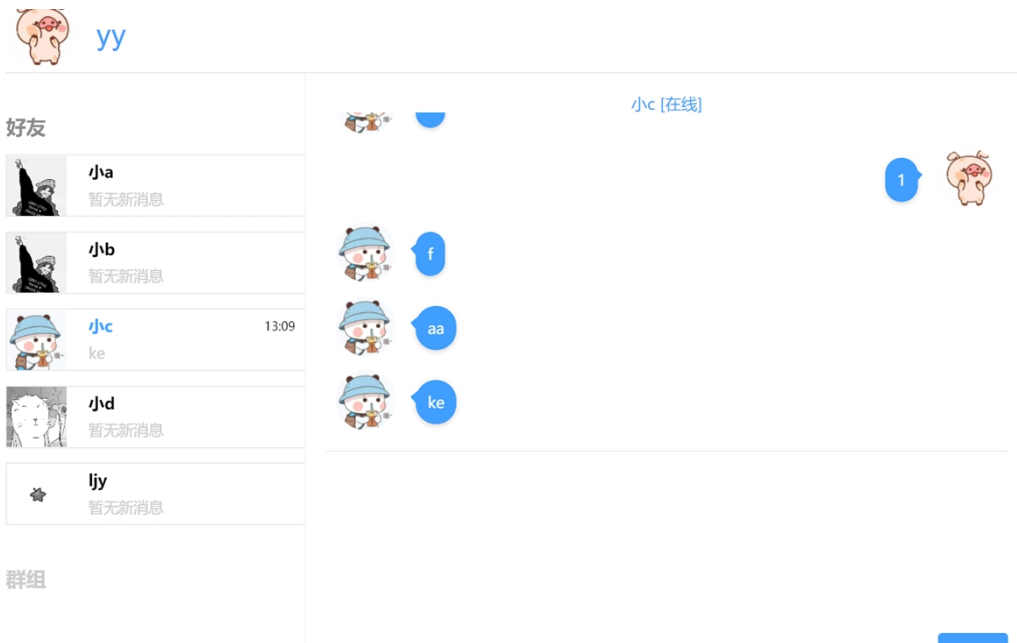 yy
好友
小a
暂无新消息
小b
暂无新消息
小c 13:09
ke
小d
暂无新消息
ljy
暂无新消息
群组
小c [在线]
1
f
aa
ke